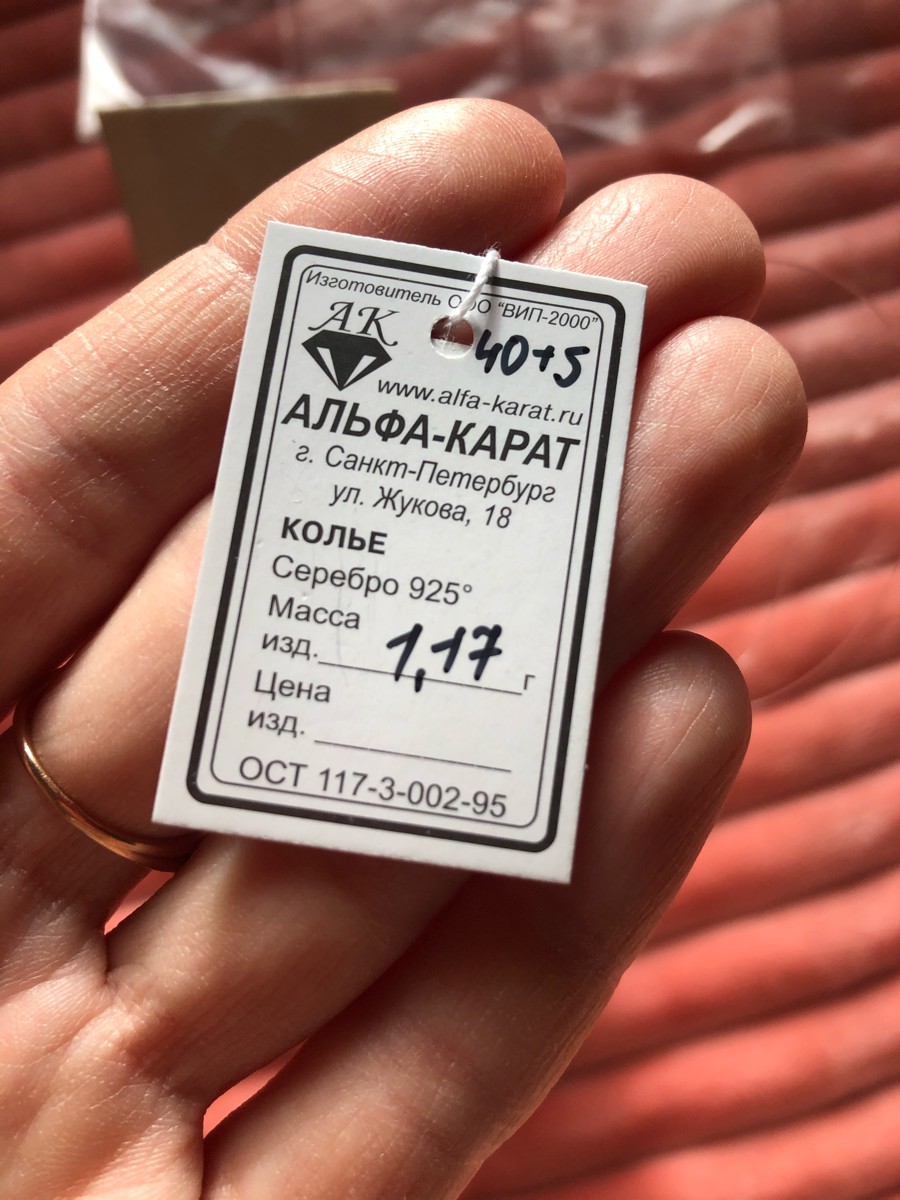 Изготовитель ООО "ВИП-2000"
АК
40+5
www.alfa-karat.ru
АЛЬФА-КАРАТ
г. Санкт-Петербург
ул. Жукова, 18
КОЛЬЕ
Серебро 925°
Масса
изд. 1,17 г
Цена
изд.
ОСТ 117-3-002-95